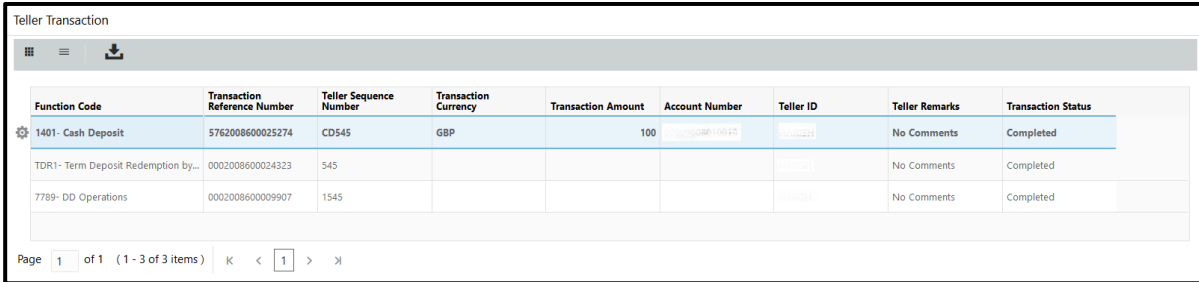 Teller Transaction
Function Code Transaction Reference Number Teller Sequence Number Transaction Currency Transaction Amount Account Number Teller ID Teller Remarks Transaction Status
1401- Cash Deposit 5762008600025274 CD545 GBP 100 No Comments Completed
TDR1- Term Deposit Redemption by... 0002008600024323 545 No Comments Completed
7789- DD Operations 0002008600009907 1545 No Comments Completed
Page 1 of 1 (1 - 3 of 3 items) 1